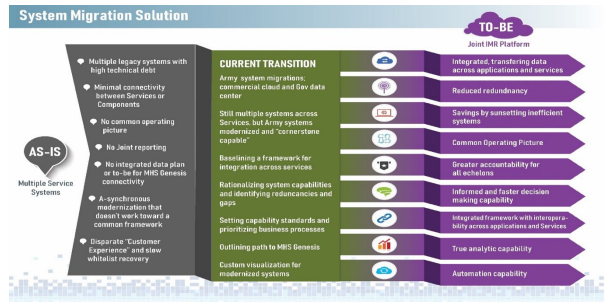 System Migration Solution
TO-BE
Joint IMR Platform
Multiple legacy systems with
high technical debt
Minimal connectivity
between Services or
Components
No common operating
picture
No Joint reporting
No integrated data plan
or to-be for MHS Genesis
connectivity
A-synchronous
modernization that
doesn't work toward a
common framework
Disparate "Customer
Experience" and slew
whitelist recovery
AS-IS
Multiple Service
Systems
CURRENT TRANSITION
Army system migrations;
commercial cloud and Gov data
center
Still multiple systems across
Services, but Army systems
modernized and "cornerstone
capable"
Baselining a framework for
integration across services
Rationalizing system capabilities
and identifying reduncancies and
gaps
Setting capability standards and
prioritizing business processes
Outlining path to MHS Genesis
Custom visualization for
modernized systems
Integrated, transfering data
across applications and services
Reduced redundnancy
Savings by sunsetting inefficient
systems
Common Operating Picture
Greater accountability for
all echelons
Informed and faster decision
making capability
Integrated framework with interopera-
bility across applications and Services
True analytic capability
Automation capability